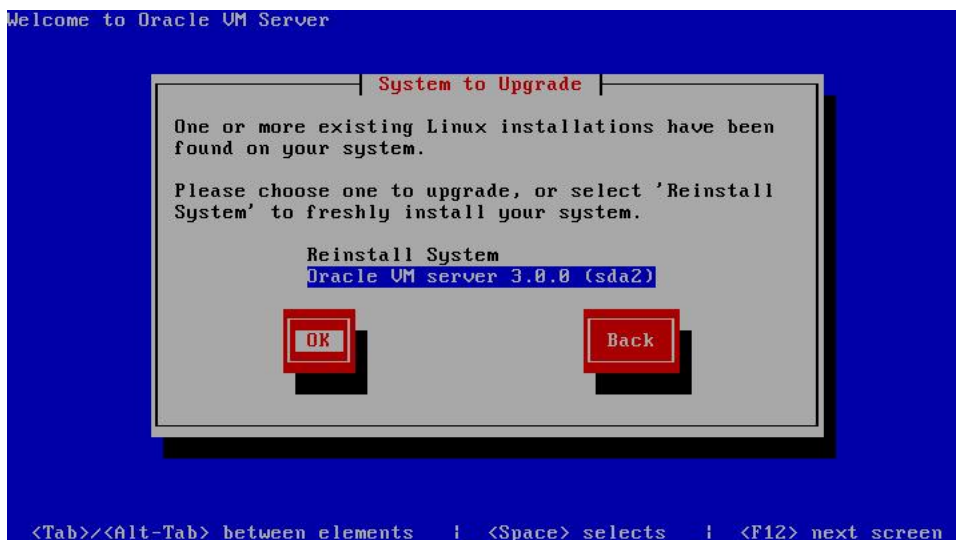 Welcome to Oracle VM Server
System to Upgrade
One or more existing Linux installations have been
found on your system.
Please choose one to upgrade, or select 'Reinstall
System' to freshly install your system.
Reinstall System
Oracle VM server 3.0.0 (sda2)
OK Back
<Tab>/<Alt-Tab> between elements | <Space> selects | <F12> next screen